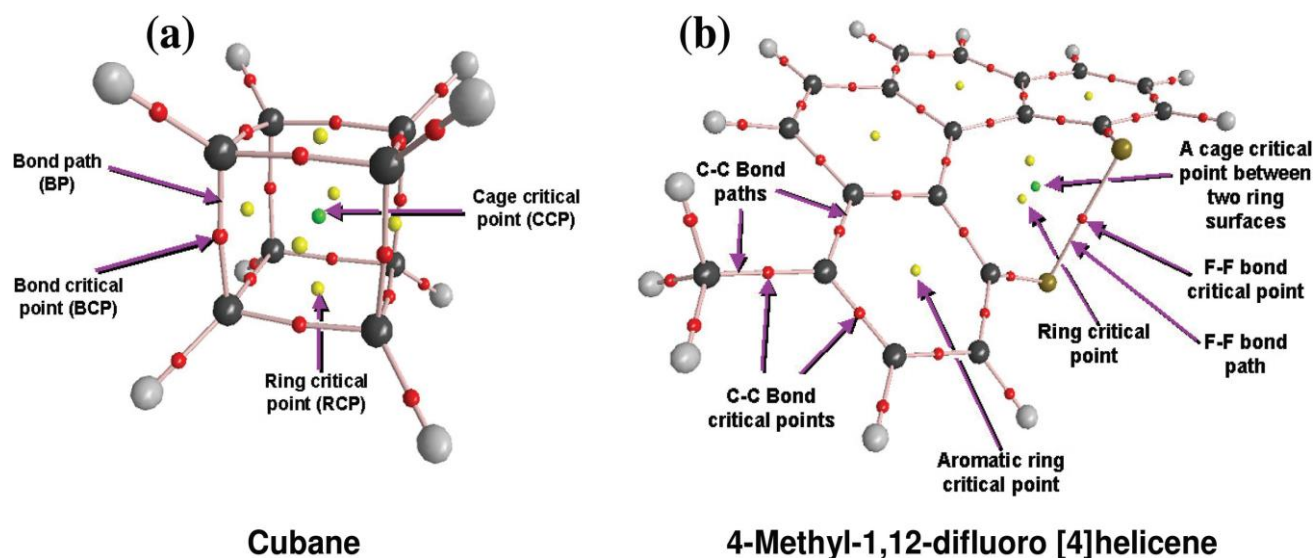 (a)
Bond path
(BP)
Bond critical
point (BCP)
Cage critical
point (CCP)
Ring critical
point (RCP)
Cubane
(b)
C-C Bond
paths
A cage critical
point between
two ring
surfaces
F-F bond
critical point
Ring critical
point
F-F bond
path
C-C Bond
critical points
Aromatic ring
critical point
4-Methyl-1,12-difluoro [4]helicene